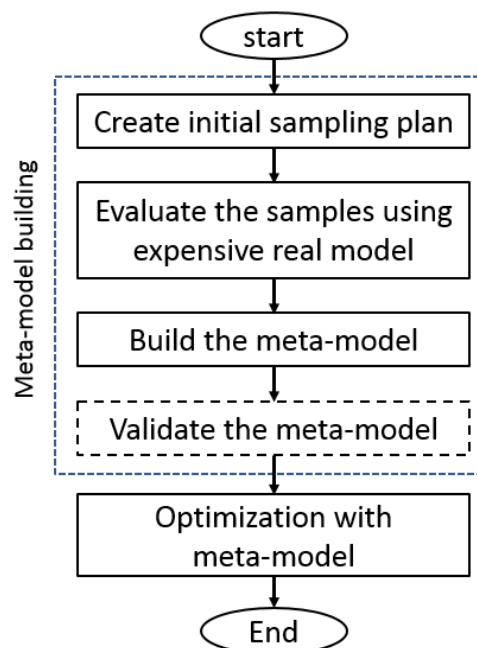 start
Meta-model building
Create initial sampling plan
Evaluate the samples using
expensive real model
Build the meta-model
Validate the meta-model
Optimization with
meta-model
End